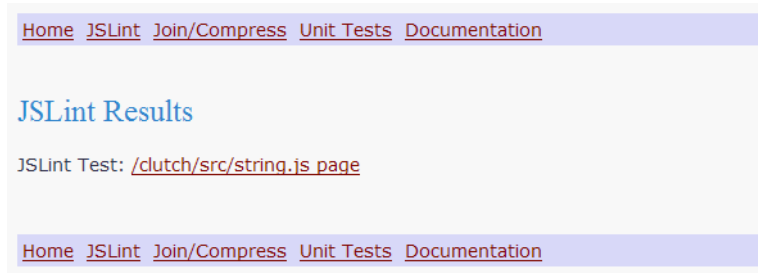 Home JSLint Join/Compress Unit Tests Documentation
JSLint Results
JSLint Test: /clutch/src/string.js page
Home JSLint Join/Compress Unit Tests Documentation